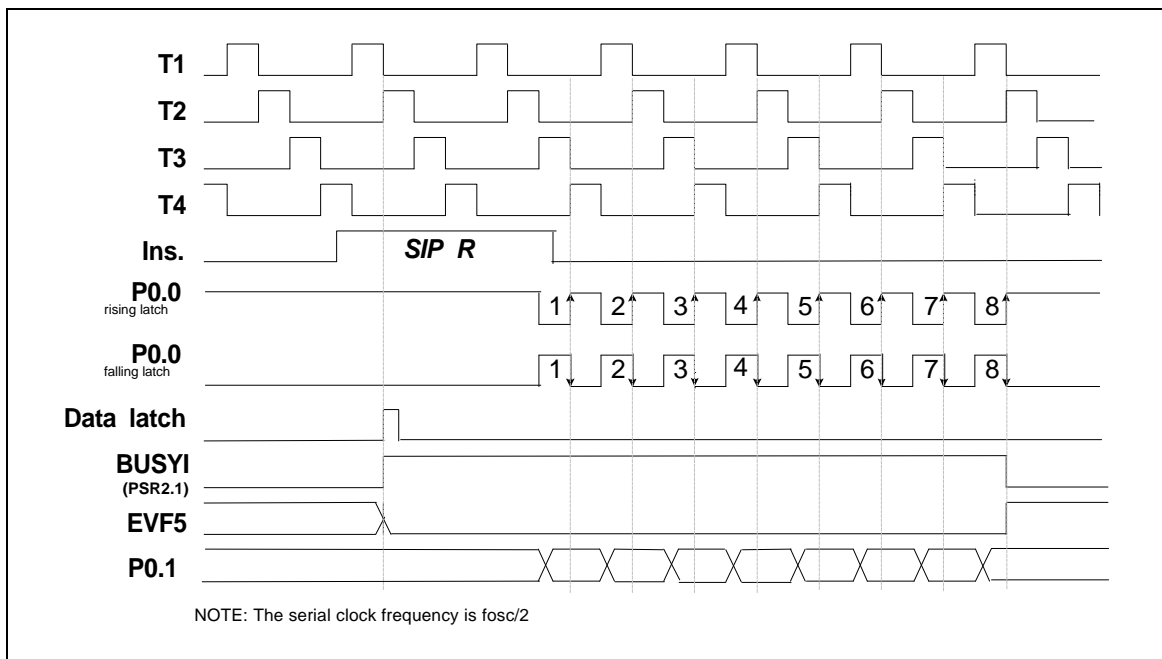 T1
T2
T3
T4
Ins.
SIP R
P0.0
rising latch
1 2 3 4 5 6 7 8
P0.0
falling latch
1 2 3 4 5 6 7 8
Data latch
BUSYI
(PSR2.1)
EVF5
P0.1
NOTE: The serial clock frequency is fosc/2